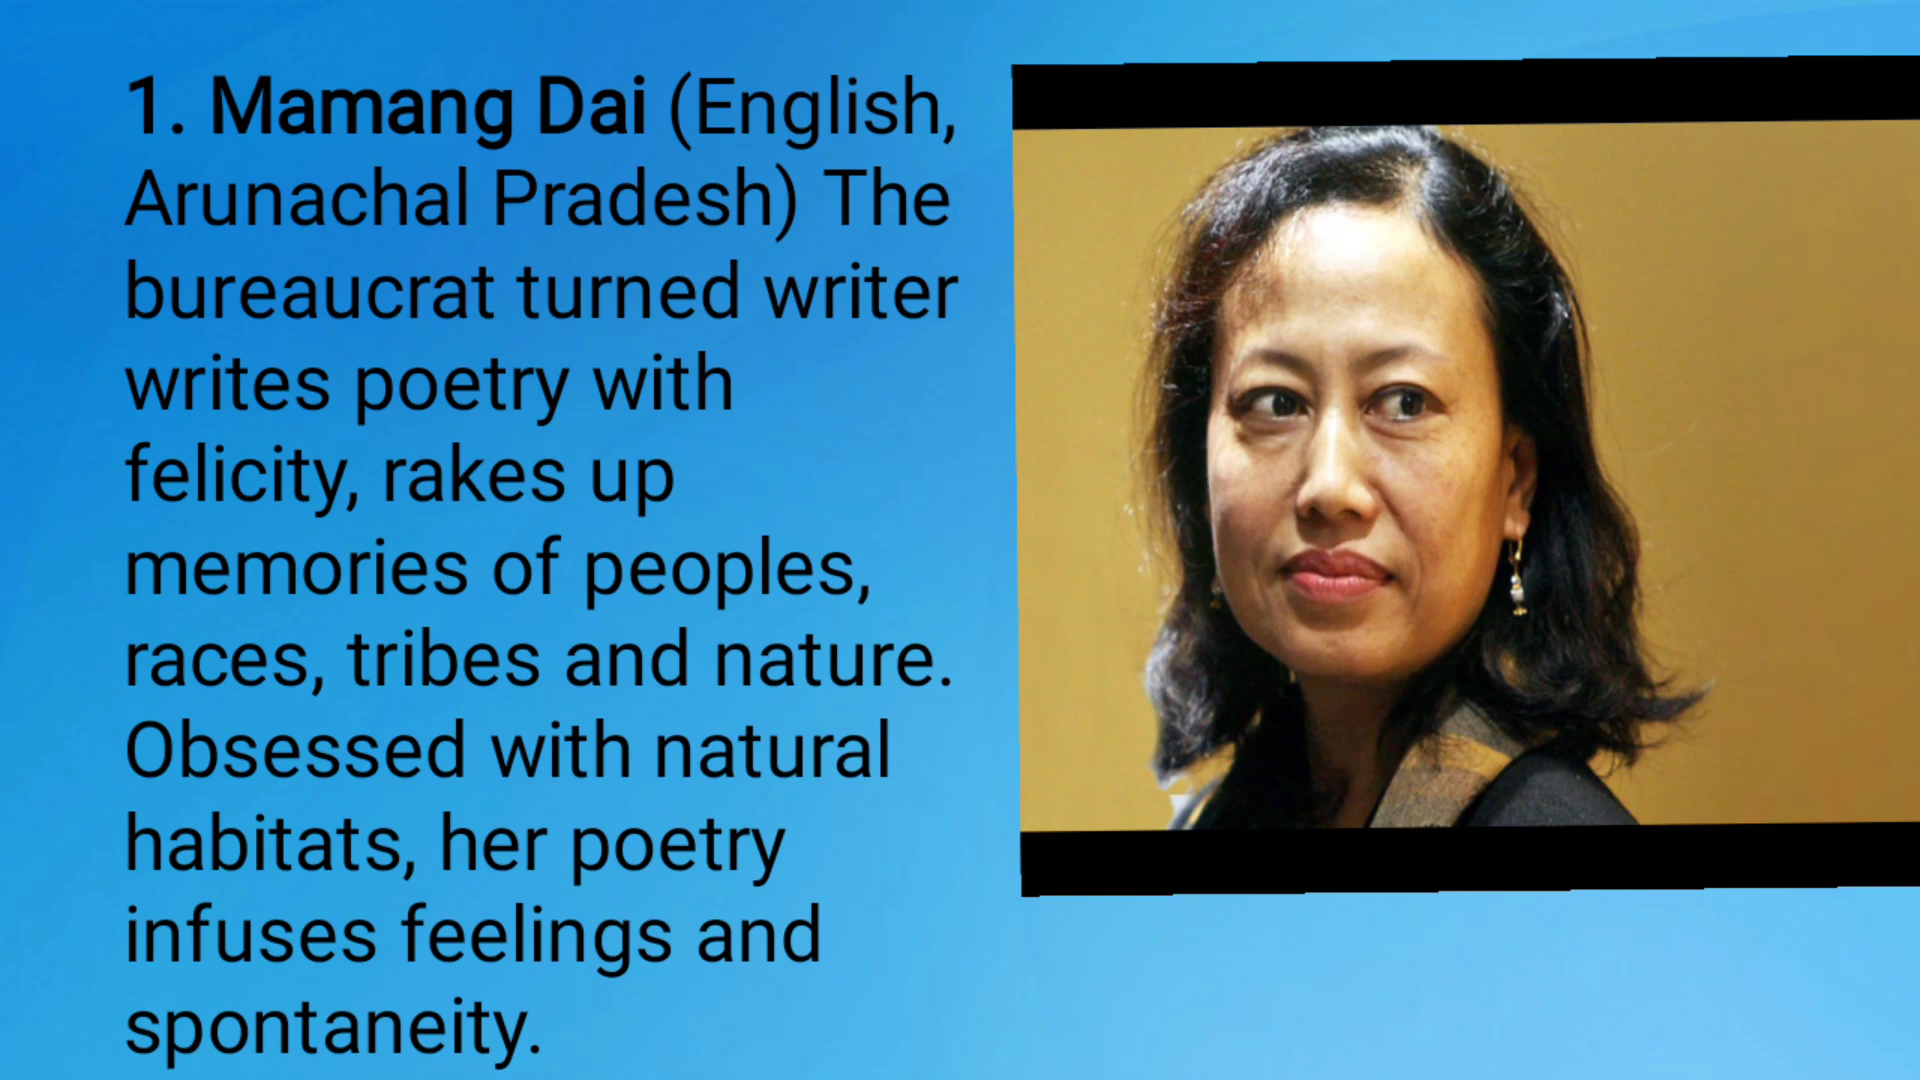 1. Mamang Dai (English,
Arunachal Pradesh) The
bureaucrat turned writer
writes poetry with
felicity, rakes up
memories of peoples,
races, tribes and nature.
Obsessed with natural
habitats, her poetry
infuses feelings and
spontaneity.